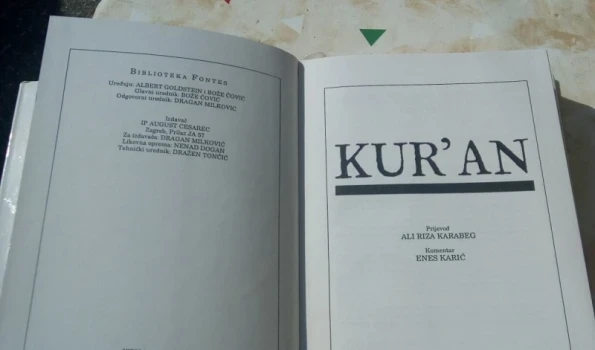 BIBLIOTEKA FONTES
Uređuju: ALBERT GOLDSTEIN i BOŽE ČOVIĆ
Glavni urednik: BOŽE ČOVIĆ
Odgovorni urednik: DRAGAN MILKOVIĆ
Izdavač
IP AUGUST CESAREC
Zagreb, Prilaz JA 57
Za izdavača: DRAGAN MILKOVIĆ
Likovna oprema: NENAD DOGAN
Tehnički urednik: DRAŽEN TONČIĆ
KUR'AN
Prijevod
ALI RIZA KARABEG
Komentar
ENES KARIĆ